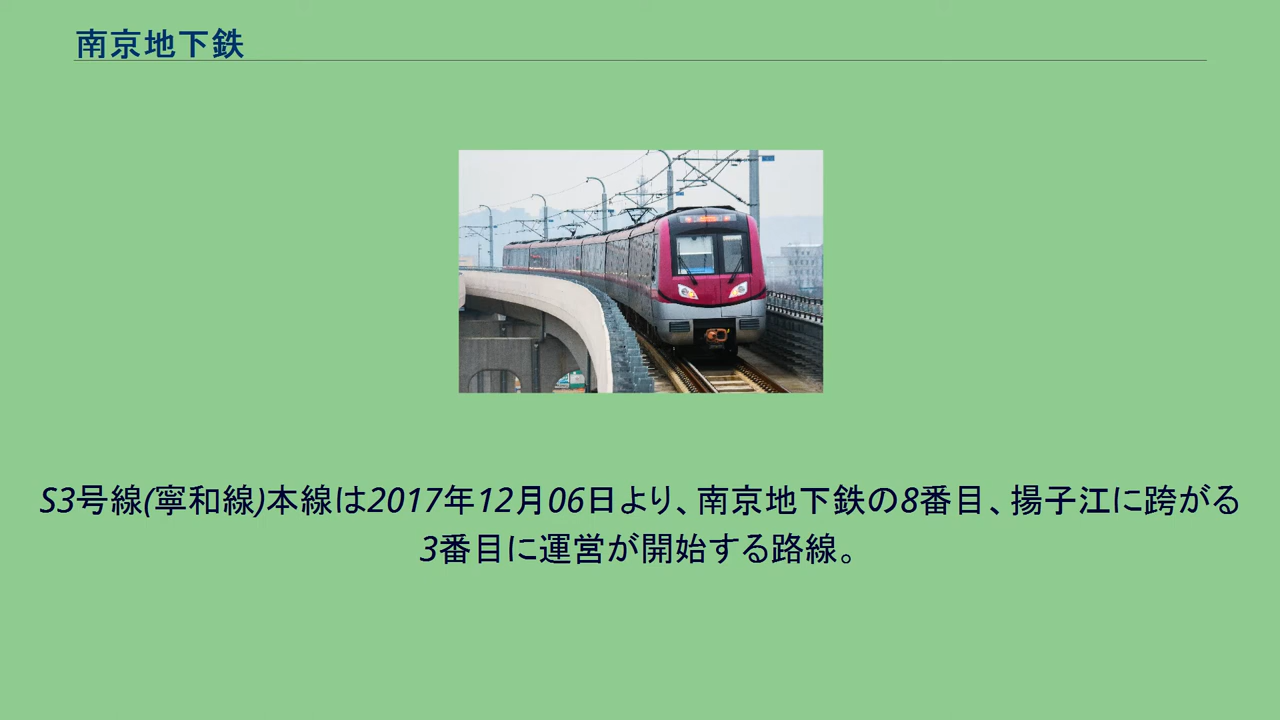 南京地下鉄
S3号線(寧和線)本線は2017年12月06日より、南京地下鉄の8番目、揚子江に跨がる
3番目に運営が開始する路線。